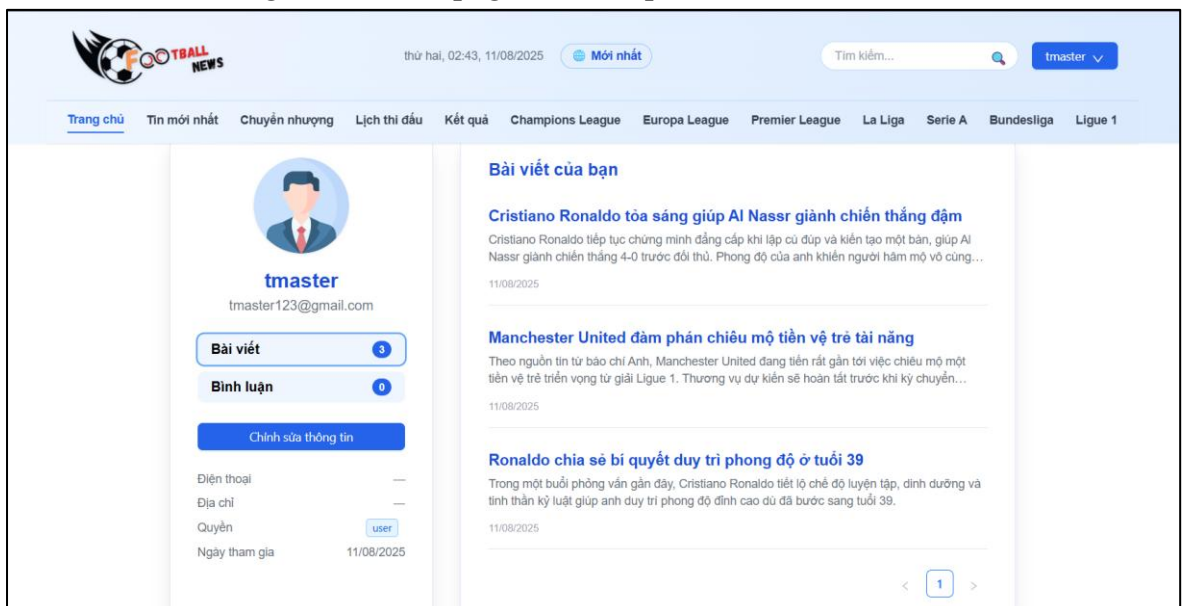 FOOTBALL
NEWS
thứ hai, 02:43, 11/08/2025
Mới nhất
Tìm kiếm...
tmaster
Trang chủ Tin mới nhất Chuyển nhượng Lịch thi đấu Kết quả Champions League Europa League Premier League La Liga Serie A Bundesliga Ligue 1
tmaster
tmaster123@gmail.com
Bài viết 3
Bình luận 0
Chỉnh sửa thông tin
Điện thoại —
Địa chỉ —
Quyền user
Ngày tham gia 11/08/2025
Bài viết của bạn
Cristiano Ronaldo tỏa sáng giúp Al Nassr giành chiến thắng đậm
Cristiano Ronaldo tiếp tục chứng minh đẳng cấp khi lập cú đúp và kiến tạo một bàn, giúp Al
Nassr giành chiến thắng 4-0 trước đối thủ. Phong độ của anh khiến người hâm mộ vô cùng…
11/08/2025
Manchester United đàm phán chiêu mộ tiền vệ trẻ tài năng
Theo nguồn tin từ báo chí Anh, Manchester United đang tiến rất gần tới việc chiêu mộ một
tiền vệ trẻ triển vọng từ giải Ligue 1. Thương vụ dự kiến sẽ hoàn tất trước khi kỳ chuyển…
11/08/2025
Ronaldo chia sẻ bí quyết duy trì phong độ ở tuổi 39
Trong một buổi phỏng vấn gần đây, Cristiano Ronaldo tiết lộ chế độ luyện tập, dinh dưỡng và
tinh thần kỷ luật giúp anh duy trì phong độ đỉnh cao dù đã bước sang tuổi 39.
11/08/2025
< 1 >